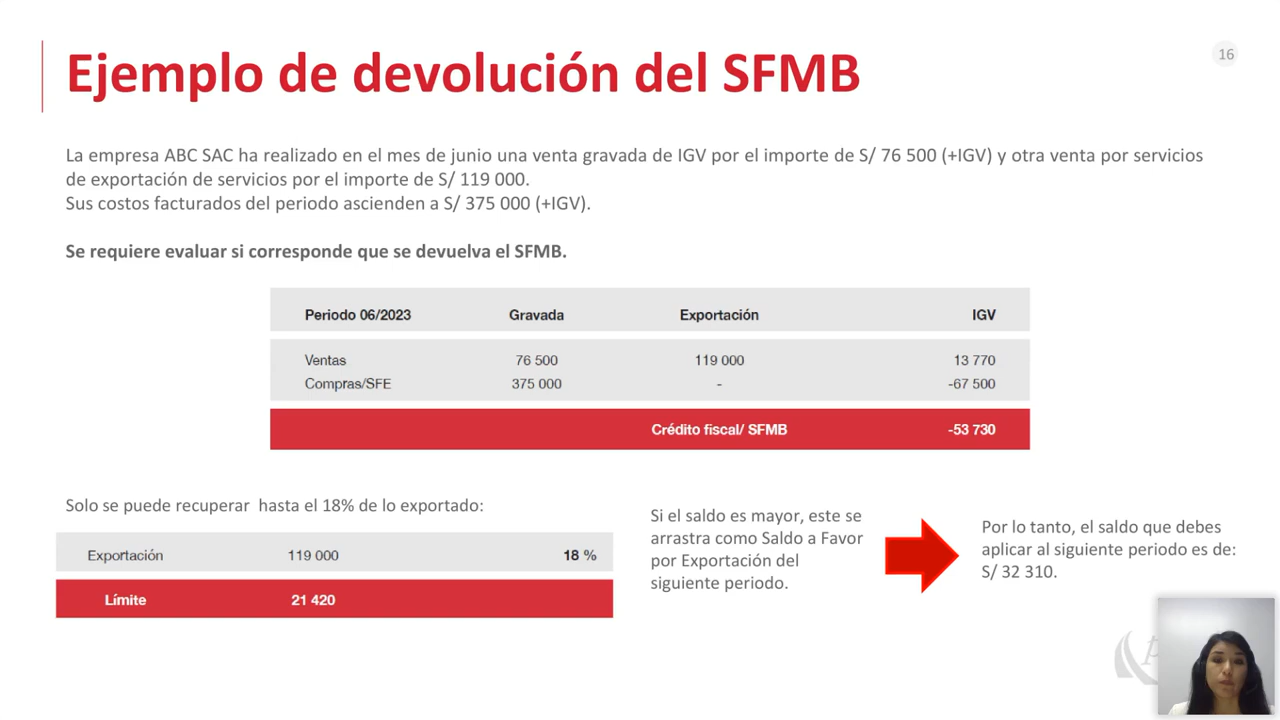 Ejemplo de devolución del SFMB
16
La empresa ABC SAC ha realizado en el mes de junio una venta gravada de IGV por el importe de S/ 76 500 (+IGV) y otra venta por servicios
de exportación de servicios por el importe de S/ 119 000.
Sus costos facturados del periodo ascienden a S/ 375 000 (+IGV).
Se requiere evaluar si corresponde que se devuelva el SFMB.
Periodo 06/2023 Gravada Exportación IGV
Ventas 76 500 119 000 13 770
Compras/SFE 375 000 - -67 500
Crédito fiscal/ SFMB -53 730
Solo se puede recuperar hasta el 18% de lo exportado:
Exportación 119 000 18 %
Límite 21 420
Si el saldo es mayor, este se
arrastra como Saldo a Favor
por Exportación del
siguiente periodo.
Por lo tanto, el saldo que debes
aplicar al siguiente periodo es de:
S/ 32 310.